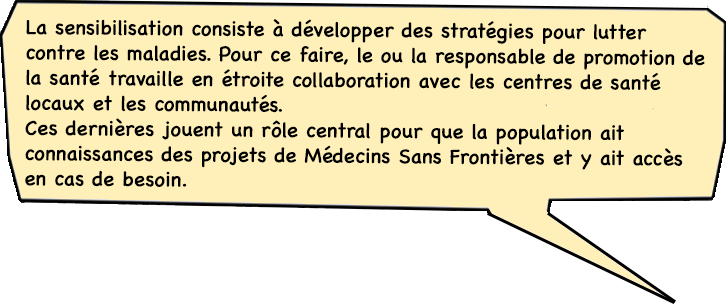 La sensibilisation consiste à développer des stratégies pour lutter
contre les maladies. Pour ce faire, le ou la responsable de promotion de
la santé travaille en étroite collaboration avec les centres de santé
locaux et les communautés.
Ces dernières jouent un rôle central pour que la population ait
connaissances des projets de Médecins Sans Frontières et y ait accès
en cas de besoin.